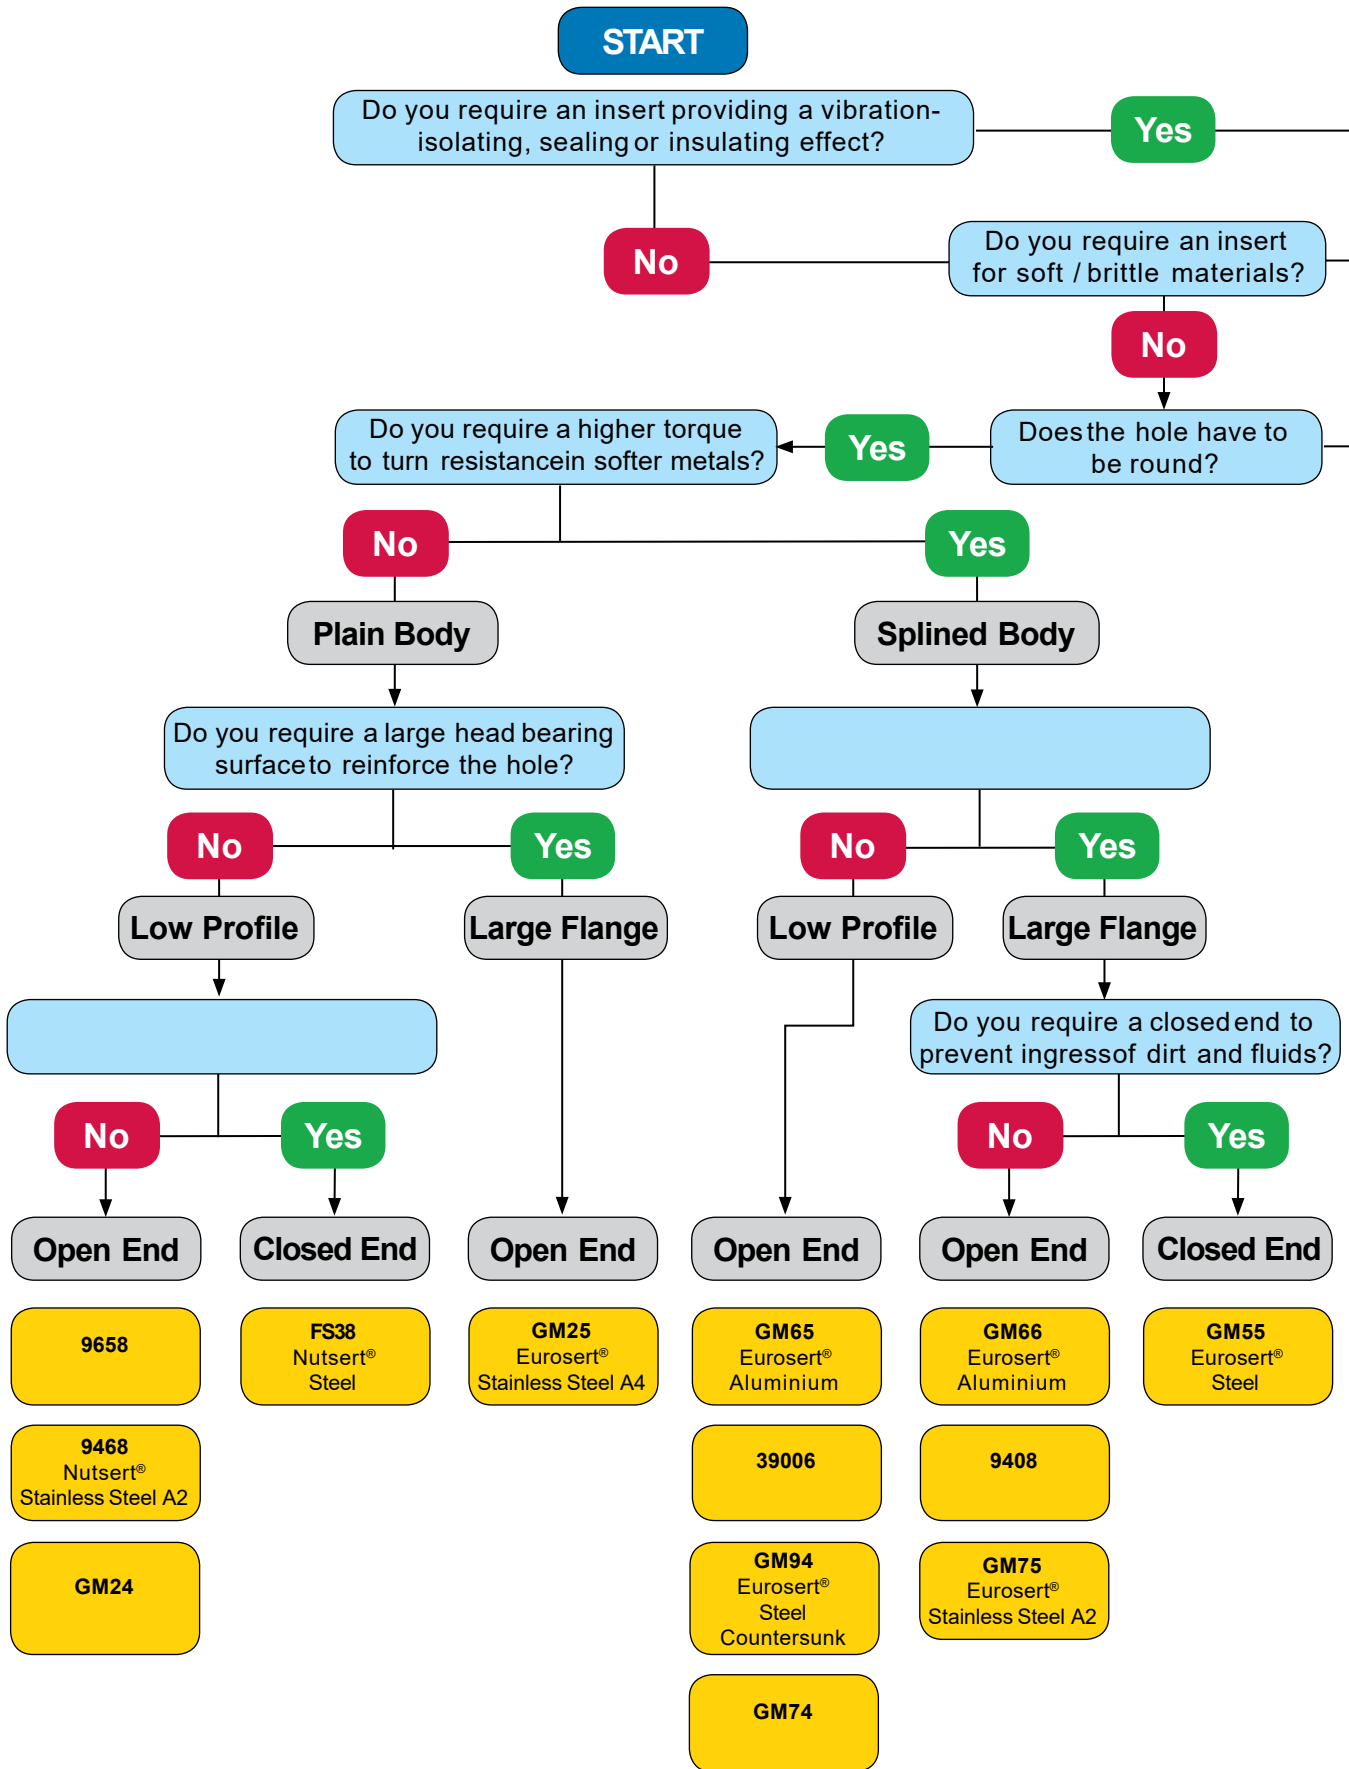 START
Do you require an insert providing a vibration-
isolating, sealing or insulating effect?
Yes
No
Do you require an insert
for soft / brittle materials?
No
Do you require a higher torque
to turn resistancein softer metals?
Yes
Does the hole have to
be round?
No
Yes
Plain Body
Splined Body
Do you require a large head bearing
surface to reinforce the hole?
No
Yes
No
Yes
Low Profile
Large Flange
Low Profile
Large Flange
Do you require a closed end to
prevent ingressof dirt and fluids?
No
Yes
No
Yes
Open End
Closed End
Open End
Open End
Open End
Closed End
9658
FS38
Nutsert®
Steel
GM25
Eurosert®
Stainless Steel A4
GM65
Eurosert®
Aluminium
GM66
Eurosert®
Aluminium
GM55
Eurosert®
Steel
9468
Nutsert®
Stainless Steel A2
39006
9408
GM24
GM94
Eurosert®
Steel
Countersunk
GM75
Eurosert®
Stainless Steel A2
GM74